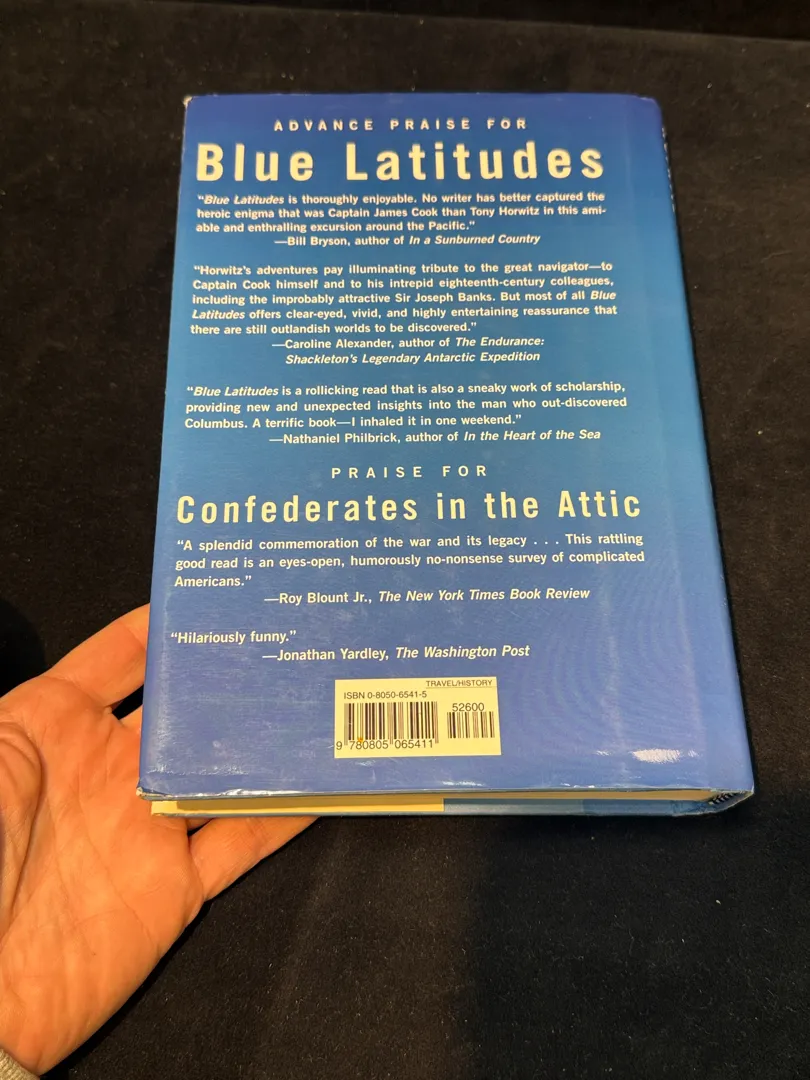 ADVANCE PRAISE FOR
Blue Latitudes
"Blue Latitudes is thoroughly enjoyable. No writer has better captured the
heroic enigma that was Captain James Cook than Tony Horwitz in this ami-
able and enthralling excursion around the Pacific."
—Bill Bryson, author of In a Sunburned Country
"Horwitz's adventures pay illuminating tribute to the great navigator—to
Captain Cook himself and to his intrepid eighteenth-century colleagues,
including the improbably attractive Sir Joseph Banks. But most of all Blue
Latitudes offers clear-eyed, vivid, and highly entertaining reassurance that
there are still outlandish worlds to be discovered."
—Caroline Alexander, author of The Endurance:
Shackleton's Legendary Antarctic Expedition
"Blue Latitudes is a rollicking read that is also a sneaky work of scholarship,
providing new and unexpected insights into the man who out-discovered
Columbus. A terrific book—I inhaled it in one weekend."
—Nathaniel Philbrick, author of In the Heart of the Sea
PRAISE FOR
Confederates in the Attic
"A splendid commemoration of the war and its legacy . . . This rattling
good read is an eyes-open, humorously no-nonsense survey of complicated
Americans."
—Roy Blount Jr., The New York Times Book Review
"Hilariously funny."
—Jonathan Yardley, The Washington Post
TRAVEL/HISTORY
ISBN 0-8050-6541-5
52600
9 780805 065411